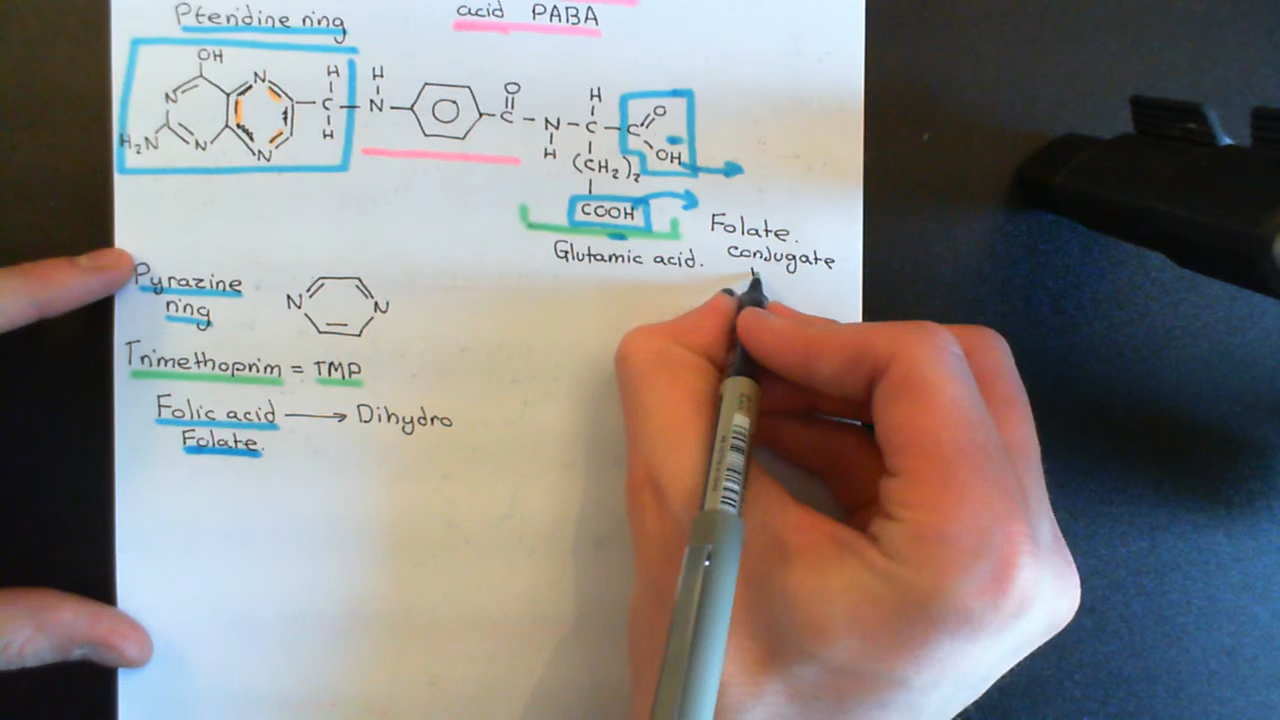 Pteridine ring
acid PABA
OH
N
N
H₂N
N
N
H
C
H
H
N
O
C
N
H
H
C
(CH₂)₂
COOH
C
O
OH
Glutamic acid.
Folate.
conjugate
b
Pyrazine
ring
N
N
Trimethoprim = TMP
Folic acid → Dihydro
Folate.